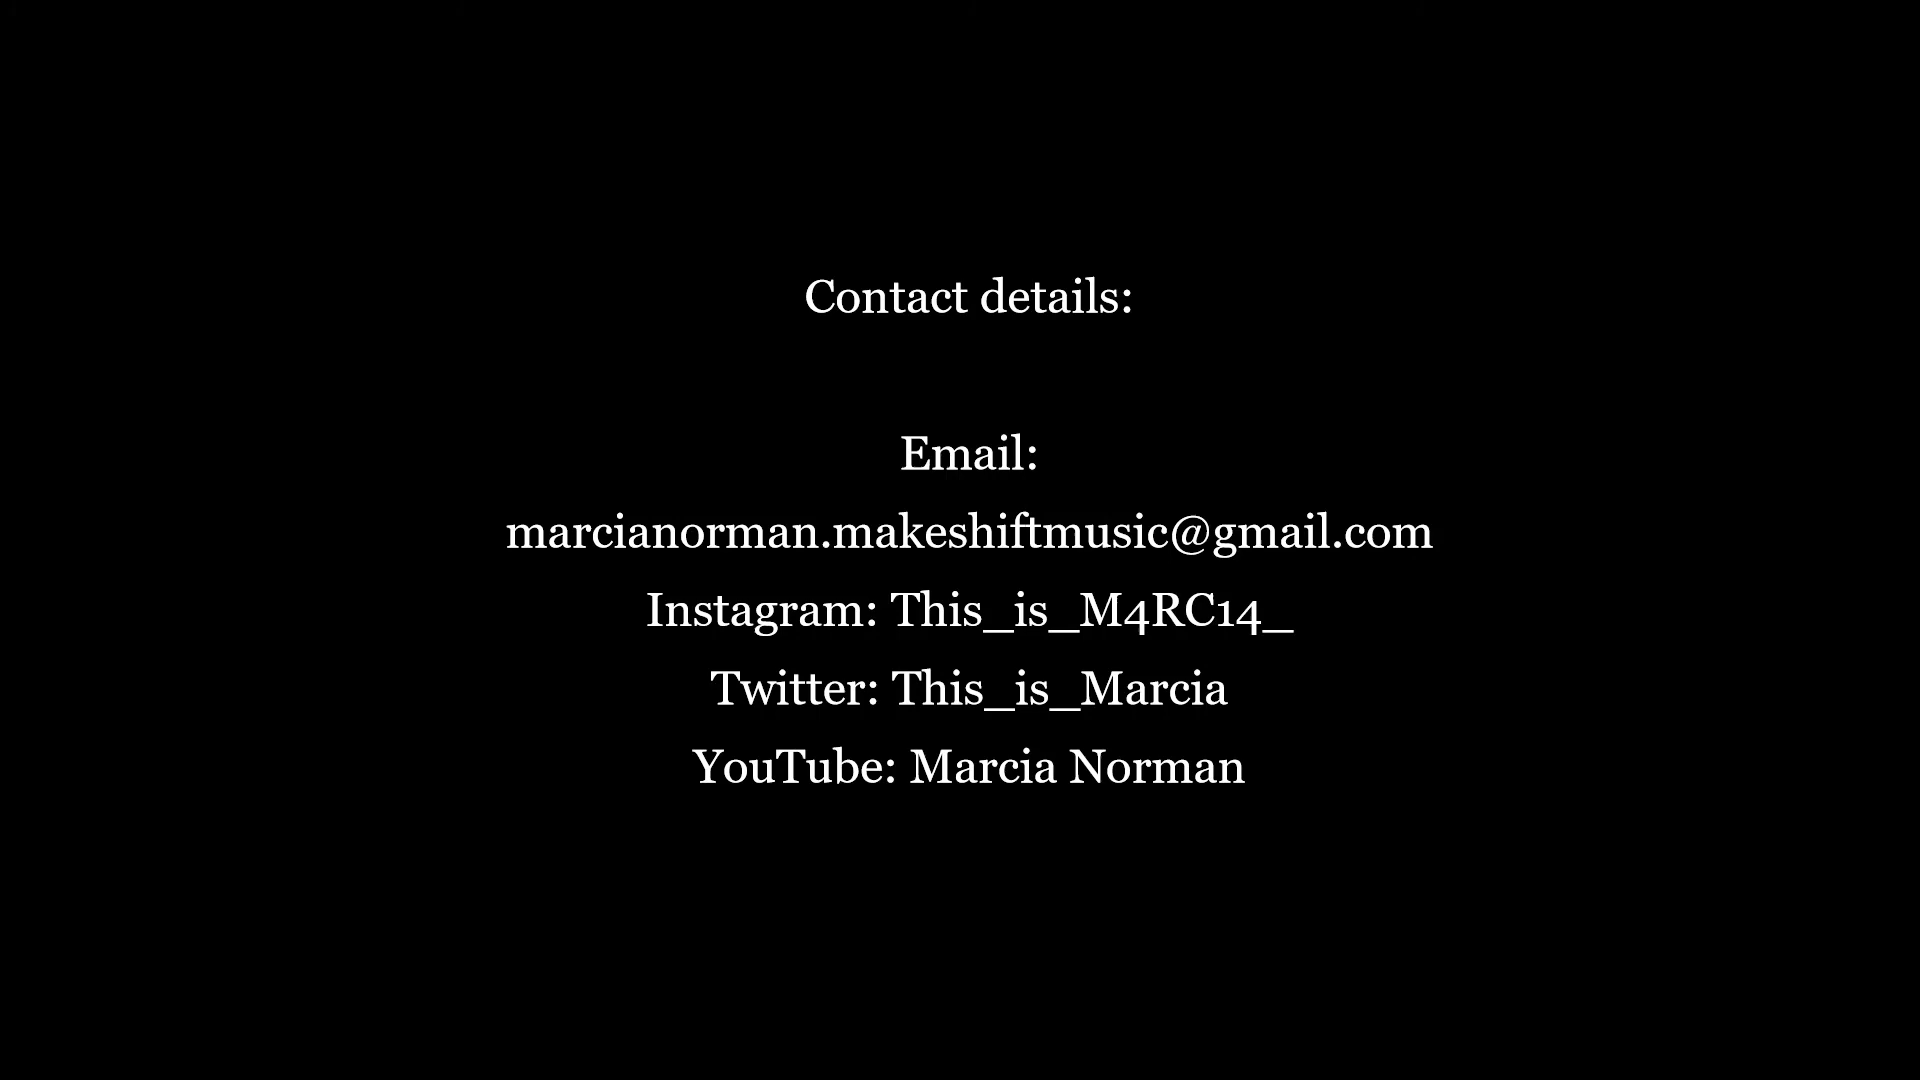 Contact details:
Email:
marcianorman.makeshiftmusic@gmail.com
Instagram: This_is_M4RC14_
Twitter: This_is_Marcia
YouTube: Marcia Norman